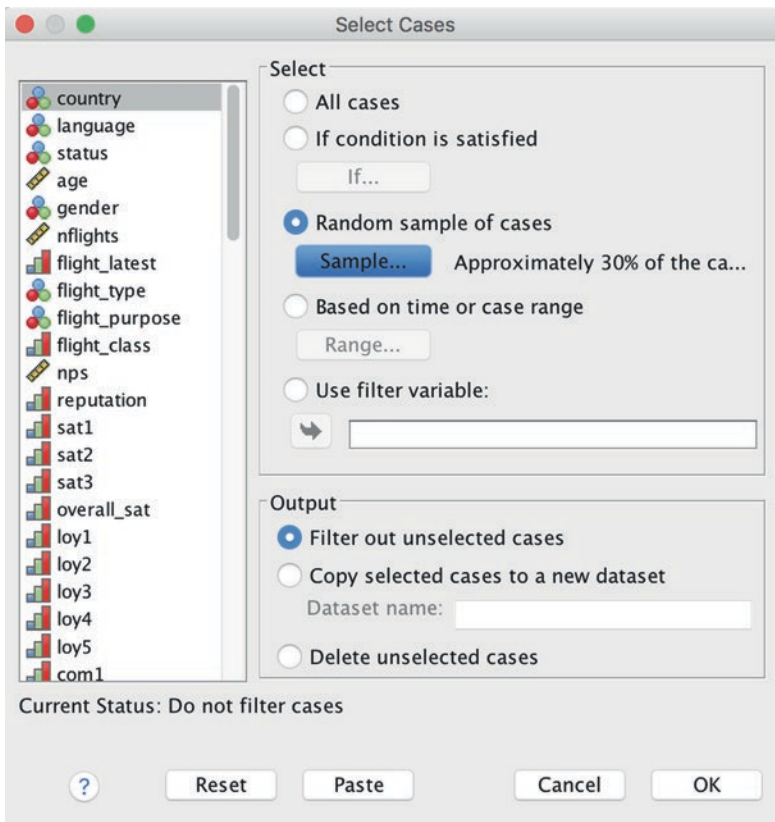 Select Cases
country
language
status
age
gender
nflights
flight_latest
flight_type
flight_purpose
flight_class
nps
reputation
sat1
sat2
sat3
overall_sat
loy1
loy2
loy3
loy4
loy5
com1
Select
All cases
If condition is satisfied
If...
Random sample of cases
Sample... Approximately 30% of the ca...
Based on time or case range
Range...
Use filter variable:
Output
Filter out unselected cases
Copy selected cases to a new dataset
Dataset name:
Delete unselected cases
Current Status: Do not filter cases
? Reset Paste Cancel OK